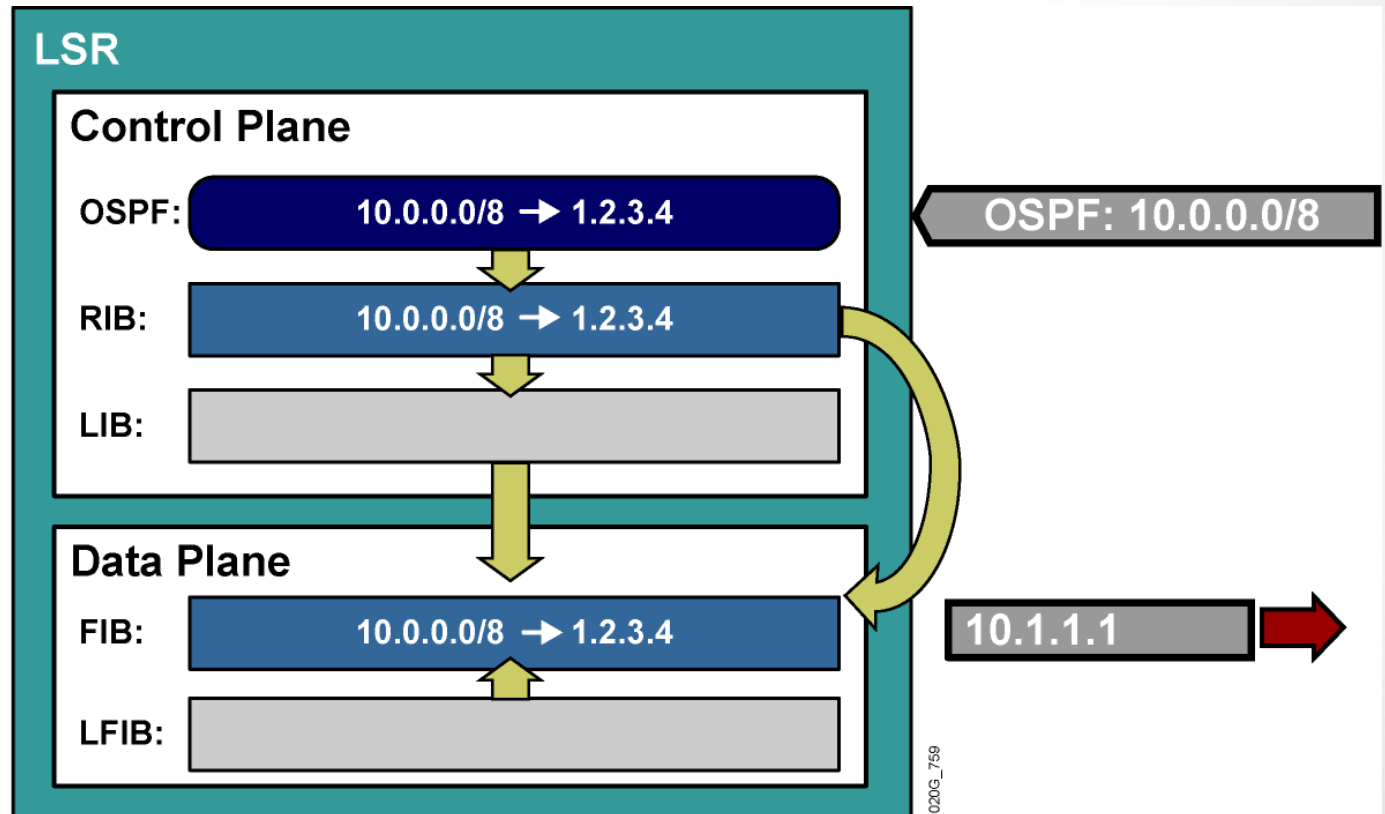 LSR
Control Plane
OSPF: 10.0.0.0/8 → 1.2.3.4
OSPF: 10.0.0.0/8
RIB: 10.0.0.0/8 → 1.2.3.4
LIB:
Data Plane
FIB: 10.0.0.0/8 → 1.2.3.4
10.1.1.1
LFIB:
020G_759